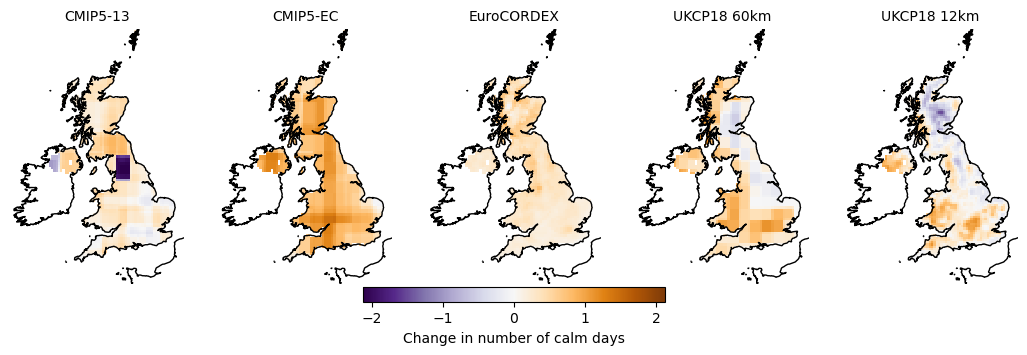 CMIP5-13 CMIP5-EC EuroCORDEX UKCP18 60km UKCP18 12km
−2 −1 0 1 2
Change in number of calm days